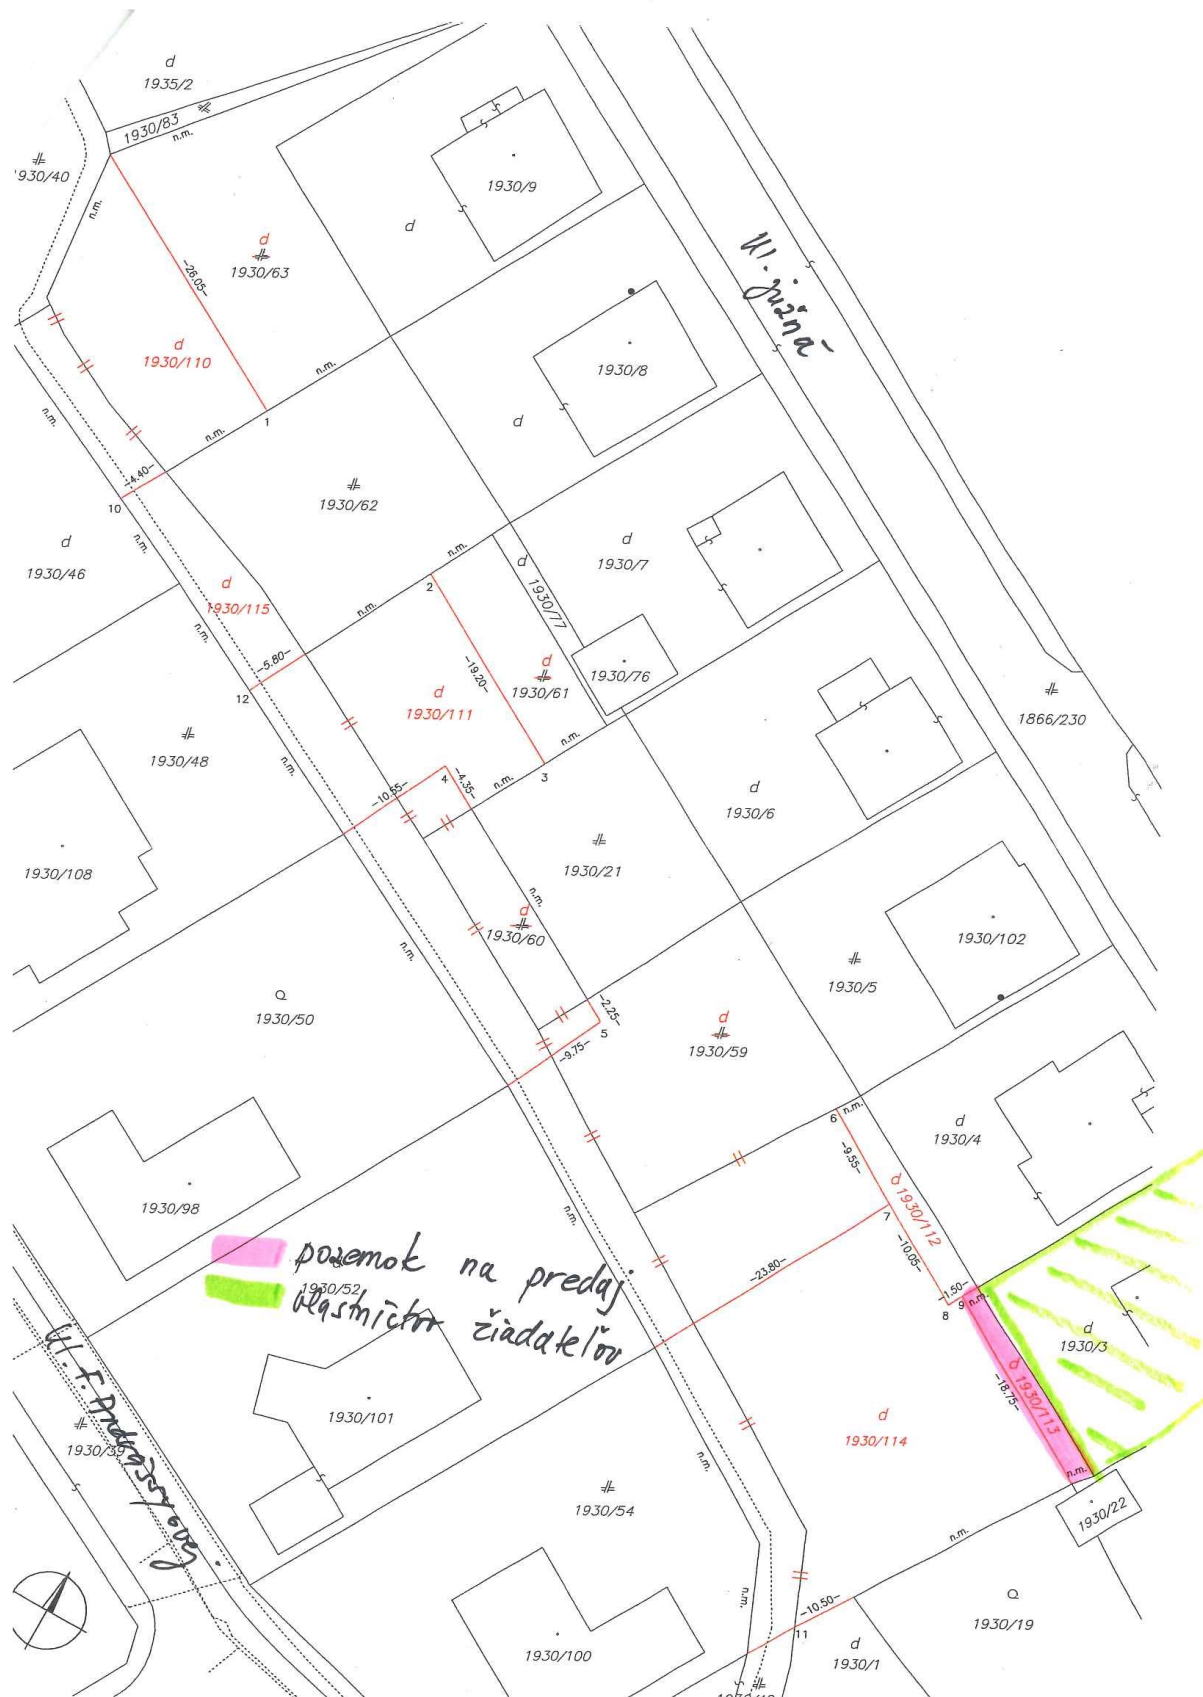 d
1935/2
1930/83
n.m.
1930/40
n.m.
d
1930/63
-26.05-
d
1930/9
Ul. južná
d
1930/110
n.m.
1
n.m.
n.m.
-4.40-
10
n.m.
1930/8
d
1930/62
d
1930/46
d
1930/115
n.m.
n.m.
n.m.
2
d
1930/77
d
1930/7
-5.80-
12
n.m.
-19.20-
d
1930/61
1930/76
d
1930/111
n.m.
3
n.m.
4
-4.35-
-10.55-
1930/48
1866/230
d
1930/6
1930/108
1930/21
n.m.
d
1930/60
n.m.
1930/102
1930/5
1930/50
-2.25-
5
-9.75-
d
1930/59
6
n.m.
d
1930/4
-9.55-
d 1930/112
7
-10.05-
1930/98
n.m.
-23.80-
-1.50-
8
9
n.m.
pozemok na predaj
1930/52
vlastníctvo žiadateľov
d
1930/3
d 1930/113
-18.75-
n.m.
1930/22
1930/101
1930/39
d
1930/114
n.m.
n.m.
1930/54
n.m.
-10.50-
11
1930/19
d
1930/1
1930/100